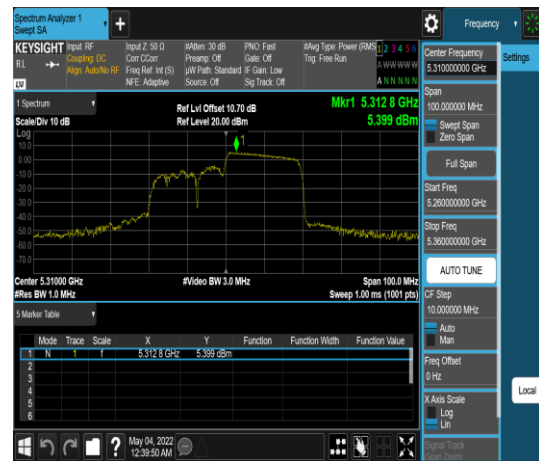 Spectrum Analyzer 1
Swept SA
+
Frequency
KEYSIGHT
RL
LXI
Input: RF
Coupling: DC
Align: Auto/No RF
Input Z: 50 Ω
Corr CCorr
Freq Ref: Int (S)
NFE: Adaptive
#Atten: 30 dB
Preamp: Off
µW Path: Standard
Source: Off
PNO: Fast
Gate: Off
IF Gain: Low
Sig Track: Off
#Avg Type: Power (RMS)
Trig: Free Run
1 2 3 4 5 6
A W W W W W
A N N N N N
1 Spectrum
Scale/Div 10 dB
Ref Lvl Offset 10.70 dB
Ref Level 20.00 dBm
Mkr1 5.312 8 GHz
5.399 dBm
Log
1
10.0
0.00
-10.0
-20.0
-30.0
-40.0
-50.0
-60.0
-70.0
Center 5.31000 GHz
#Res BW 1.0 MHz
#Video BW 3.0 MHz
Span 100.0 MHz
Sweep 1.00 ms (1001 pts)
5 Marker Table
Mode Trace Scale X Y Function Function Width Function Value
1 N 1 f 5.312 8 GHz 5.399 dBm
2
3
4
5
6
?
May 04, 2022
12:39:50 AM
Center Frequency
5.310000000 GHz
Settings
Span
100.000000 MHz
Swept Span
Zero Span
Full Span
Start Freq
5.260000000 GHz
Stop Freq
5.360000000 GHz
AUTO TUNE
CF Step
10.000000 MHz
Auto
Man
Freq Offset
0 Hz
Local
X Axis Scale
Log
Lin
Signal Track
(Span Zoom)